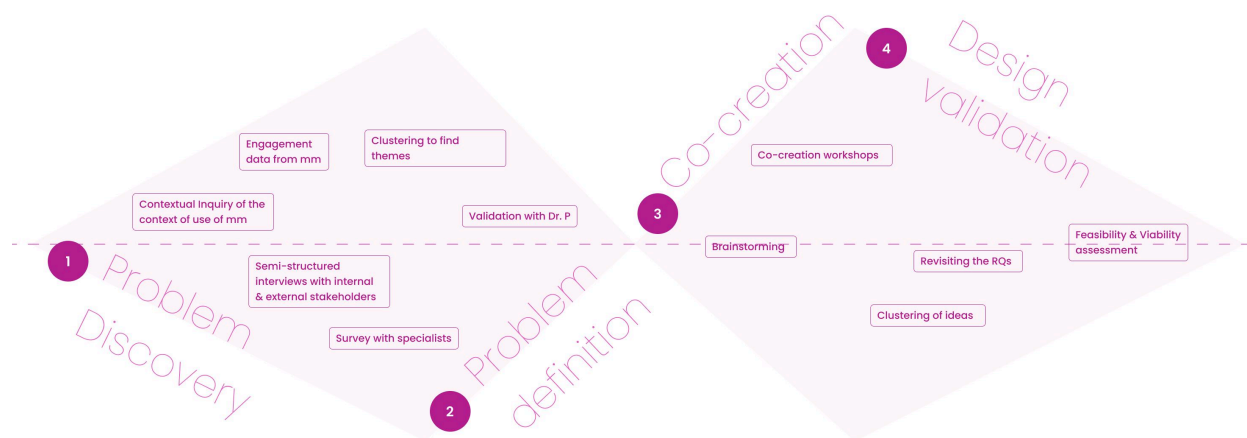 1
Problem
Discovery
Contextual Inquiry of the
context of use of mm
Engagement
data from mm
Semi-structured
interviews with internal
& external stakeholders
Survey with specialists
2
Problem
definition
Clustering to find
themes
Validation with Dr. P
3
Co-creation
Co-creation workshops
Brainstorming
Clustering of ideas
4
Design
validation
Revisiting the RQs
Feasibility & Viability
assessment